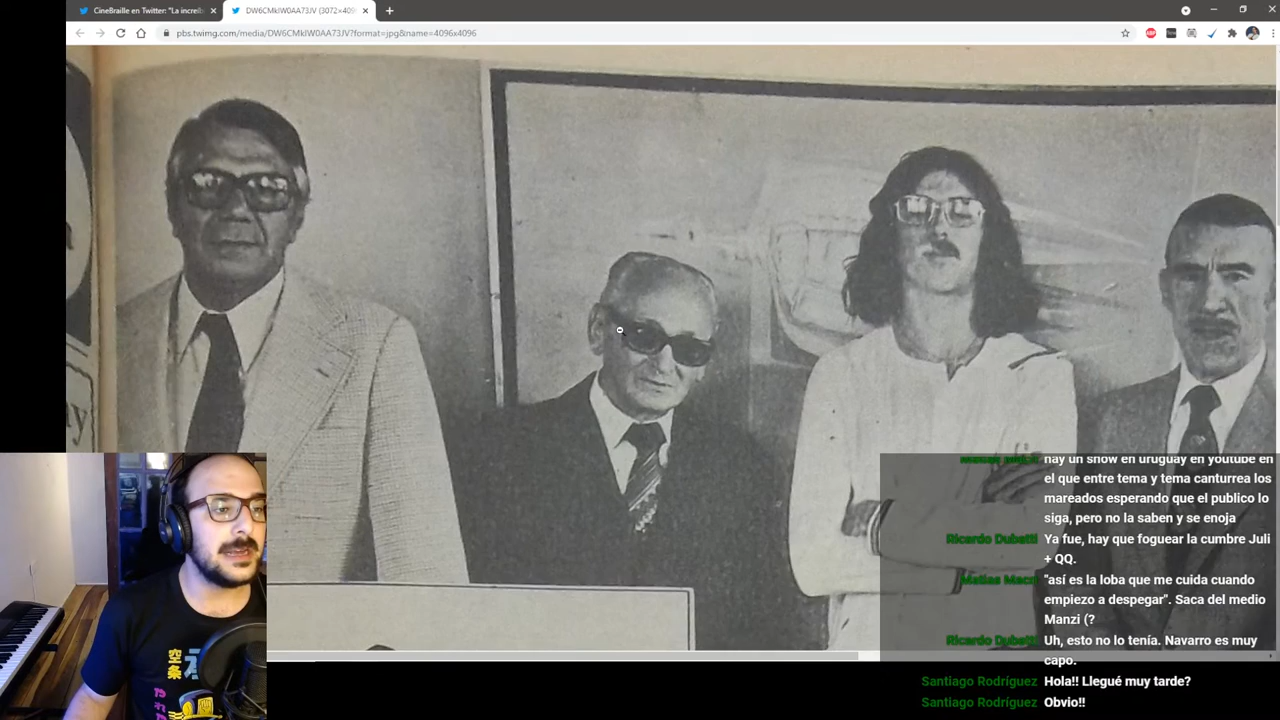 CineBraille en Twitter: "La increíb
DW6CMkIW0AA73JV (3072×409
pbs.twimg.com/media/DW6CMkIW0AA73JV?format=jpg&name=4096x4096
hay un show en uruguay en youtube en
el que entre tema y tema canturrea los
mareados esperando que el publico lo
siga, pero no la saben y se enoja
Ricardo Dubatti Ya fue, hay que foguear la cumbre Juli
+ QQ.
Matias Macri "así es la loba que me cuida cuando
empiezo a despegar". Saca del medio
Manzi (?
Ricardo Dubatti Uh, esto no lo tenía. Navarro es muy
capo.
Santiago Rodríguez Hola!! Llegué muy tarde?
Santiago Rodríguez Obvio!!
空
条